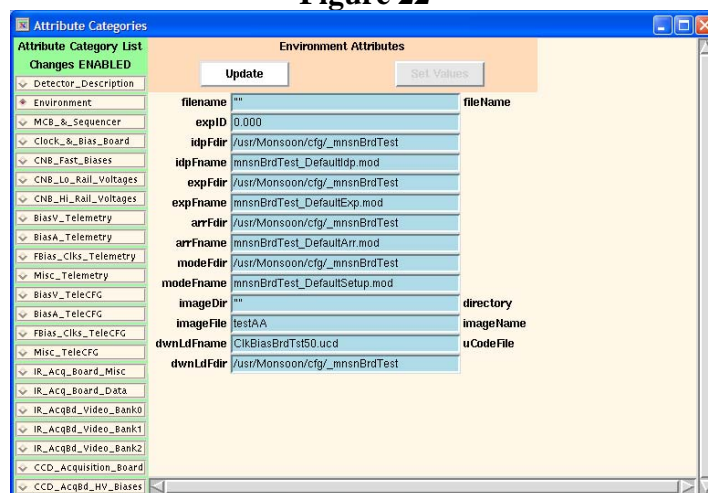 Figure 22
Attribute Categories
Attribute Category List
Changes ENABLED
Detector_Description
Environment
MCB_&_Sequencer
Clock_&_Bias_Board
CNB_Fast_Biases
CNB_Lo_Rail_Voltages
CNB_Hi_Rail_Voltages
BiasV_Telemetry
BiasA_Telemetry
FBias_Clks_Telemetry
Misc_Telemetry
BiasV_TeleCFG
BiasA_TeleCFG
FBias_Clks_TeleCFG
Misc_TeleCFG
IR_Acq_Board_Misc
IR_Acq_Board_Data
IR_AcqBd_Video_Bank0
IR_AcqBd_Video_Bank1
IR_AcqBd_Video_Bank2
CCD_Acquisition_Board
CCD_AcqBd_HV_Biases
Environment Attributes
Update Set Values
filename "" fileName
expID 0.000
idpFdir /usr/Monsoon/cfg/_mnsnBrdTest
idpFname mnsnBrdTest_DefaultIdp.mod
expFdir /usr/Monsoon/cfg/_mnsnBrdTest
expFname mnsnBrdTest_DefaultExp.mod
arrFdir /usr/Monsoon/cfg/_mnsnBrdTest
arrFname mnsnBrdTest_DefaultArr.mod
modeFdir /usr/Monsoon/cfg/_mnsnBrdTest
modeFname mnsnBrdTest_DefaultSetup.mod
imageDir "" directory
imageFile testAA imageName
dwnLdFname ClkBiasBrdTst50.ucd uCodeFile
dwnLdFdir /usr/Monsoon/cfg/_mnsnBrdTest